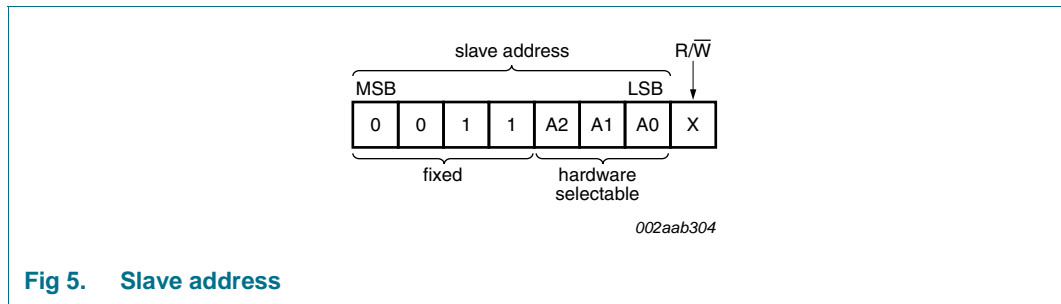 slave address
R/W̅
MSB
LSB
0 0 1 1 A2 A1 A0 X
fixed
hardware
selectable
002aab304
Fig 5. Slave address